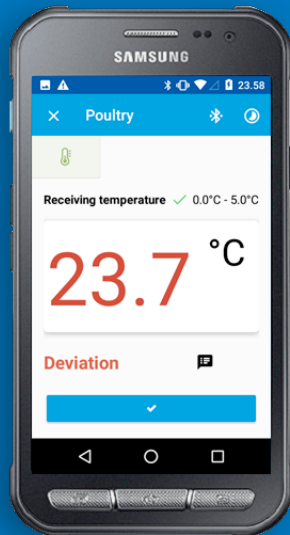 SAMSUNG
23.58
Poultry
Receiving temperature 0.0°C - 5.0°C
23.7 °C
Deviation